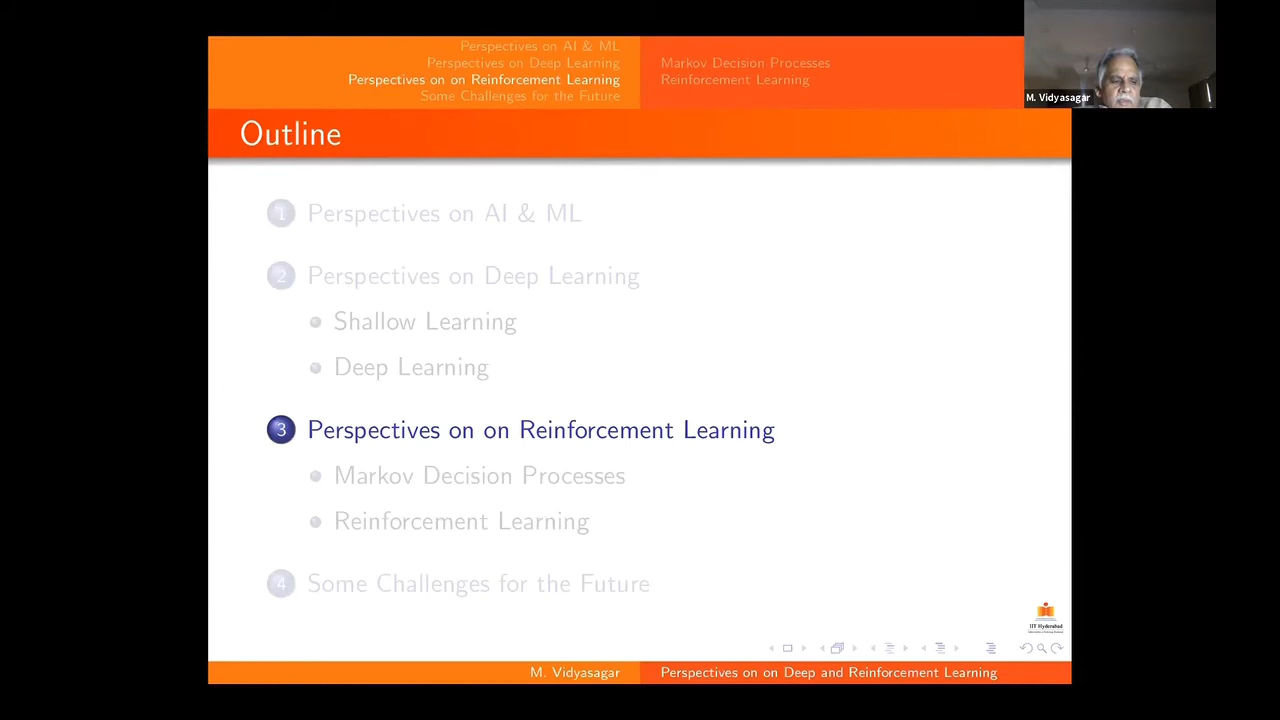 Perspectives on AI & ML
Perspectives on Deep Learning
Perspectives on on Reinforcement Learning
Some Challenges for the Future
Markov Decision Processes
Reinforcement Learning
M. Vidyasagar
Outline
1 Perspectives on AI & ML
2 Perspectives on Deep Learning
Shallow Learning
Deep Learning
3 Perspectives on on Reinforcement Learning
Markov Decision Processes
Reinforcement Learning
4 Some Challenges for the Future
IIT Hyderabad
M. Vidyasagar
Perspectives on on Deep and Reinforcement Learning